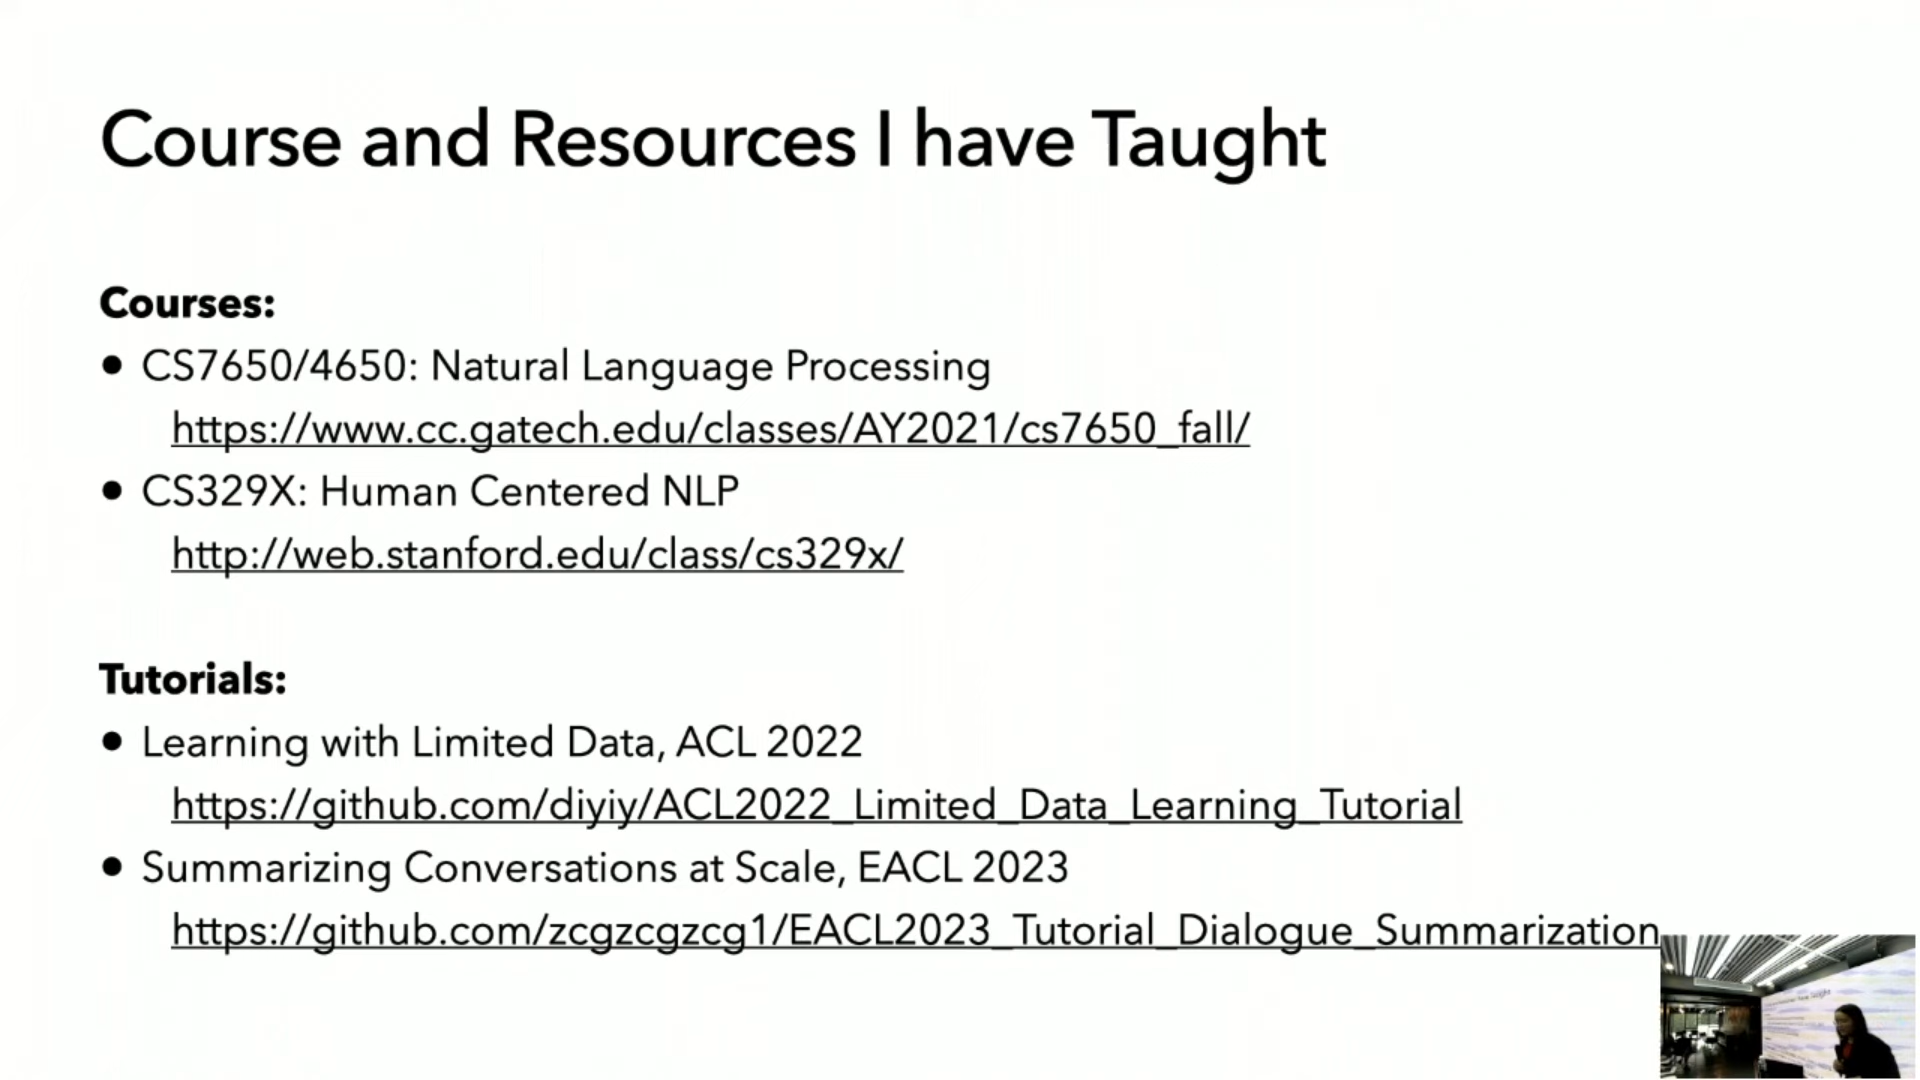 Course and Resources I have Taught
Courses:
• CS7650/4650: Natural Language Processing
https://www.cc.gatech.edu/classes/AY2021/cs7650_fall/
• CS329X: Human Centered NLP
http://web.stanford.edu/class/cs329x/
Tutorials:
• Learning with Limited Data, ACL 2022
https://github.com/diyiy/ACL2022_Limited_Data_Learning_Tutorial
• Summarizing Conversations at Scale, EACL 2023
https://github.com/zcgzcgzcg1/EACL2023_Tutorial_Dialogue_Summarization